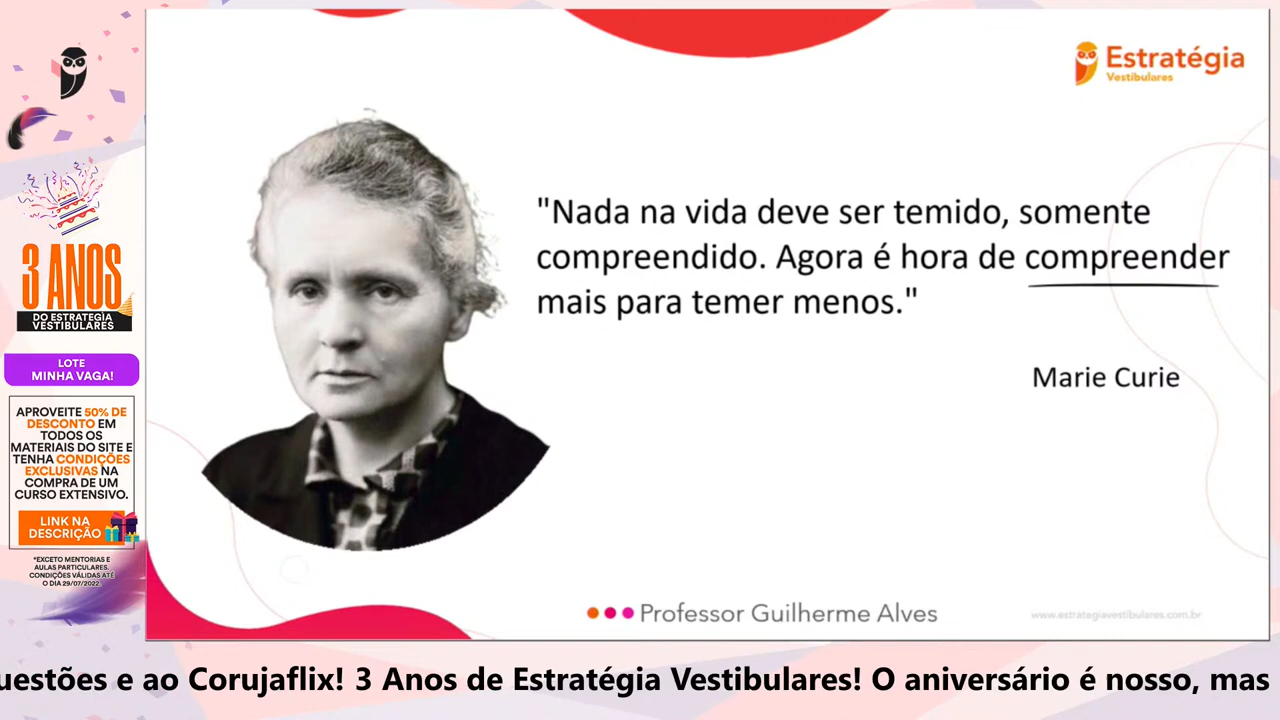 Estratégia
Vestibulares
"Nada na vida deve ser temido, somente
compreendido. Agora é hora de compreender
mais para temer menos."
Marie Curie
3 ANOS
DO ESTRATEGIA
VESTIBULARES
LOTE
MINHA VAGA!
APROVEITE 50% DE
DESCONTO EM
TODOS OS
MATERIAIS DO SITE E
TENHA CONDIÇÕES
EXCLUSIVAS NA
COMPRA DE UM
CURSO EXTENSIVO.
LINK NA
DESCRIÇÃO
*EXCETO MENTORIAS E
AULAS PARTICULARES.
CONDIÇÕES VÁLIDAS ATÉ
O DIA 29/07/2022.
Professor Guilherme Alves
www.estrategiavestibulares.com.br
uestões e ao Corujaflix! 3 Anos de Estratégia Vestibulares! O aniversário é nosso, mas